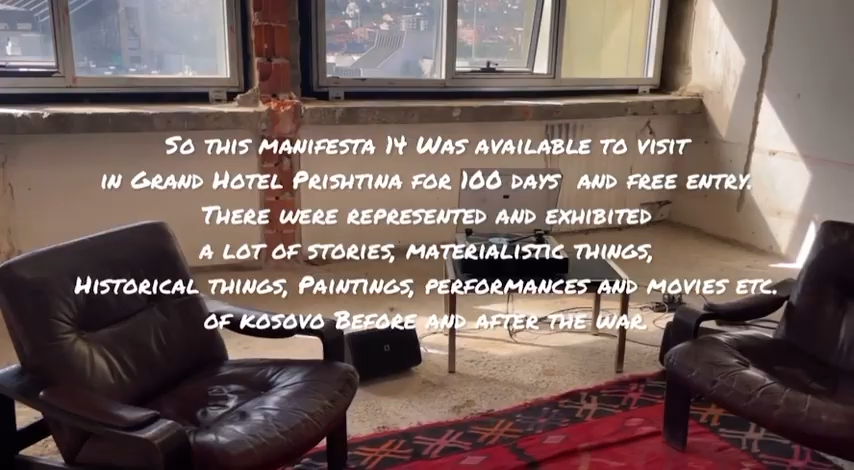 So this manifesta 14 Was available to visit
in Grand Hotel Prishtina for 100 days and free entry.
There were represented and exhibited
a lot of stories, materialistic things,
Historical things, Paintings, performances and movies etc.
of kosovo Before and after the war.